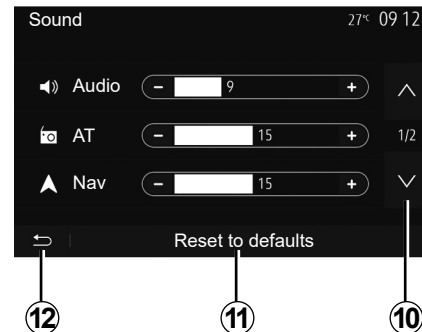 Sound 27°C 09 12
Audio - 9 +
AT - 15 + 1/2
Nav - 15 +
Reset to defaults
12 11 10